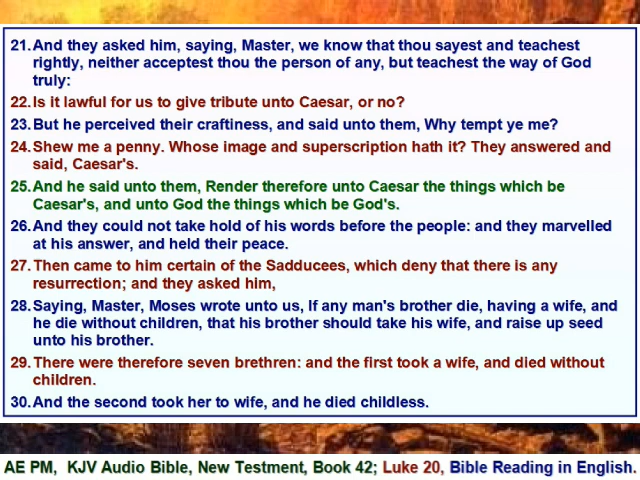 21. And they asked him, saying, Master, we know that thou sayest and teachest
rightly, neither acceptest thou the person of any, but teachest the way of God
truly:
22. Is it lawful for us to give tribute unto Caesar, or no?
23. But he perceived their craftiness, and said unto them, Why tempt ye me?
24. Shew me a penny. Whose image and superscription hath it? They answered and
said, Caesar's.
25. And he said unto them, Render therefore unto Caesar the things which be
Caesar's, and unto God the things which be God's.
26. And they could not take hold of his words before the people: and they marvelled
at his answer, and held their peace.
27. Then came to him certain of the Sadducees, which deny that there is any
resurrection; and they asked him,
28. Saying, Master, Moses wrote unto us, If any man's brother die, having a wife, and
he die without children, that his brother should take his wife, and raise up seed
unto his brother.
29. There were therefore seven brethren: and the first took a wife, and died without
children.
30. And the second took her to wife, and he died childless.
AE PM, KJV Audio Bible, New Testment, Book 42; Luke 20, Bible Reading in English.